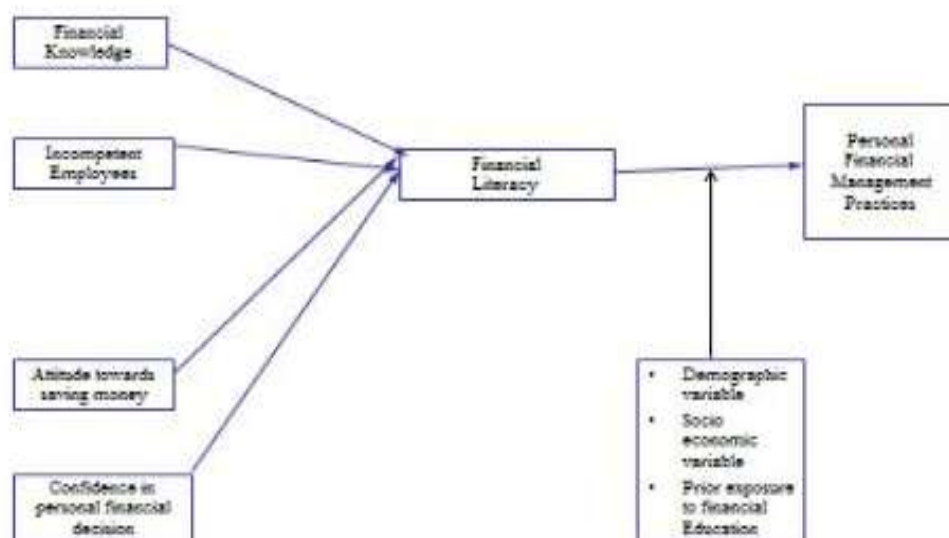 Financial
Knowledge
Incompetent
Employees
Financial
Literacy
Personal
Financial
Management
Practices
Attitude towards
saving money
Confidence in
personal financial
decision
• Demographic
variable
• Socio
economic
variable
• Prior exposure
to financial
Education